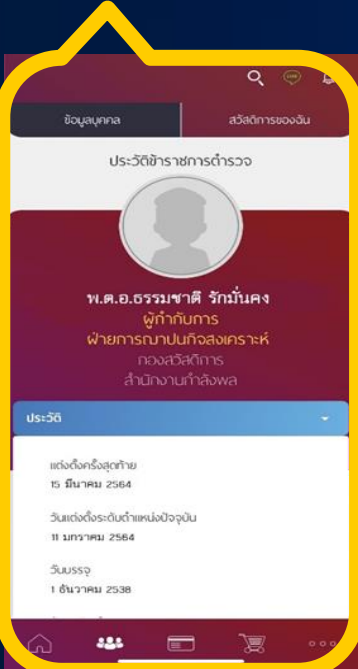 LINE
ข้อมูลบุคคล
สวัสดิการของฉัน
ประวัติข้าราชการตำรวจ
พ.ต.อ.ธรรมชาติ รักมั่นคง
ผู้กำกับการ
ฝ่ายการฌาปนกิจสงเคราะห์
กองสวัสดิการ
สำนักงานกำลังพล
ประวัติ
แต่งตั้งครั้งสุดท้าย
15 มีนาคม 2564
วันแต่งตั้งระดับตำแหน่งปัจจุบัน
11 มกราคม 2564
วันบรรจุ
1 ธันวาคม 2538